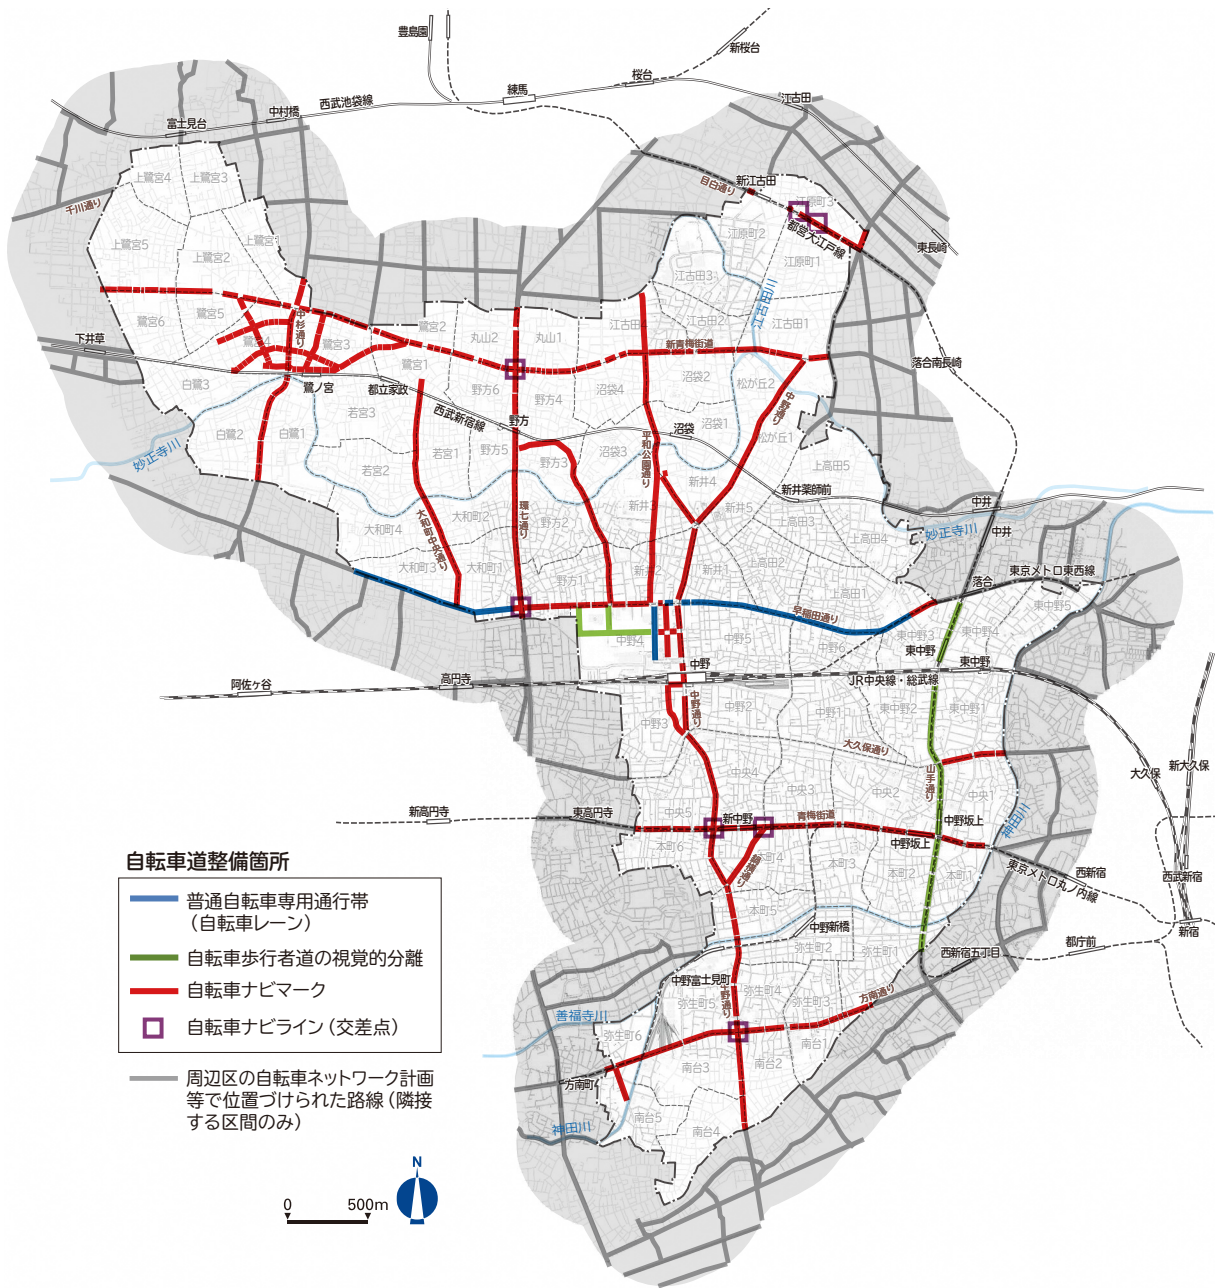 豊島園
新桜台
桜台
練馬
江古田
西武池袋線
中村橋
富士見台
目白通り
新江古田
上鷺宮4
上鷺宮3
千川通り
江原町3
都営大江戸線
江原町2
江原町1
東長崎
上鷺宮5
上鷺宮1
上鷺宮2
江古田3
江古田川
鷺宮6
鷺宮5
中杉通り
鷺宮2
丸山2
丸山1
江古田4
江古田2
江古田1
下井草
鷺宮4
鷺宮3
新青梅街道
落合南長崎
鷺宮1
白鷺3
鷺ノ宮
都立家政
野方6
野方4
沼袋4
沼袋2
松が丘2
中野通り
若宮3
西武新宿線
野方
沼袋1
沼袋
松が丘1
白鷺2
白鷺1
若宮1
野方5
野方3
沼袋3
平和公園通り
妙正寺川
若宮2
上高田5
新井4
新井薬師前
大和町中央通り
大和町4
大和町2
環七通り
野方2
新井3
新井5
中井
上高田3
妙正寺川
中井
上高田4
大和町3
大和町1
野方1
新井2
新井1
上高田2
落合
東京メトロ東西線
上高田1
早稲田通り
東中野5
中野4
中野5
中野6
東中野3
東中野4
東中野
東中野
中野
阿佐ヶ谷
高円寺
JR中央線・総武線
中野通り
中野3
中野2
中野1
東中野2
東中野1
大久保通り
大久保
新大久保
山手通り
中央4
中央3
中央2
中央1
神田川
新高円寺
東高円寺
中央5
新中野
青梅街道
中野坂上
中野坂上
本町6
本町4
鍋横通り
本町3
本町2
本町1
東京メトロ丸ノ内線
西新宿
西武新宿
本町5
新宿
中野新橋
弥生町2
弥生町1
西新宿五丁目
都庁前
中野富士見町
中野通り
弥生町5
弥生町4
弥生町3
方南通り
善福寺川
弥生町6
南台1
南台3
南台2
方南町
南台5
南台4
神田川
自転車道整備箇所
普通自転車専用通行帯
（自転車レーン）
自転車歩行者道の視覚的分離
自転車ナビマーク
自転車ナビライン（交差点）
周辺区の自転車ネットワーク計画
等で位置づけられた路線（隣接
する区間のみ）
N
0
500m